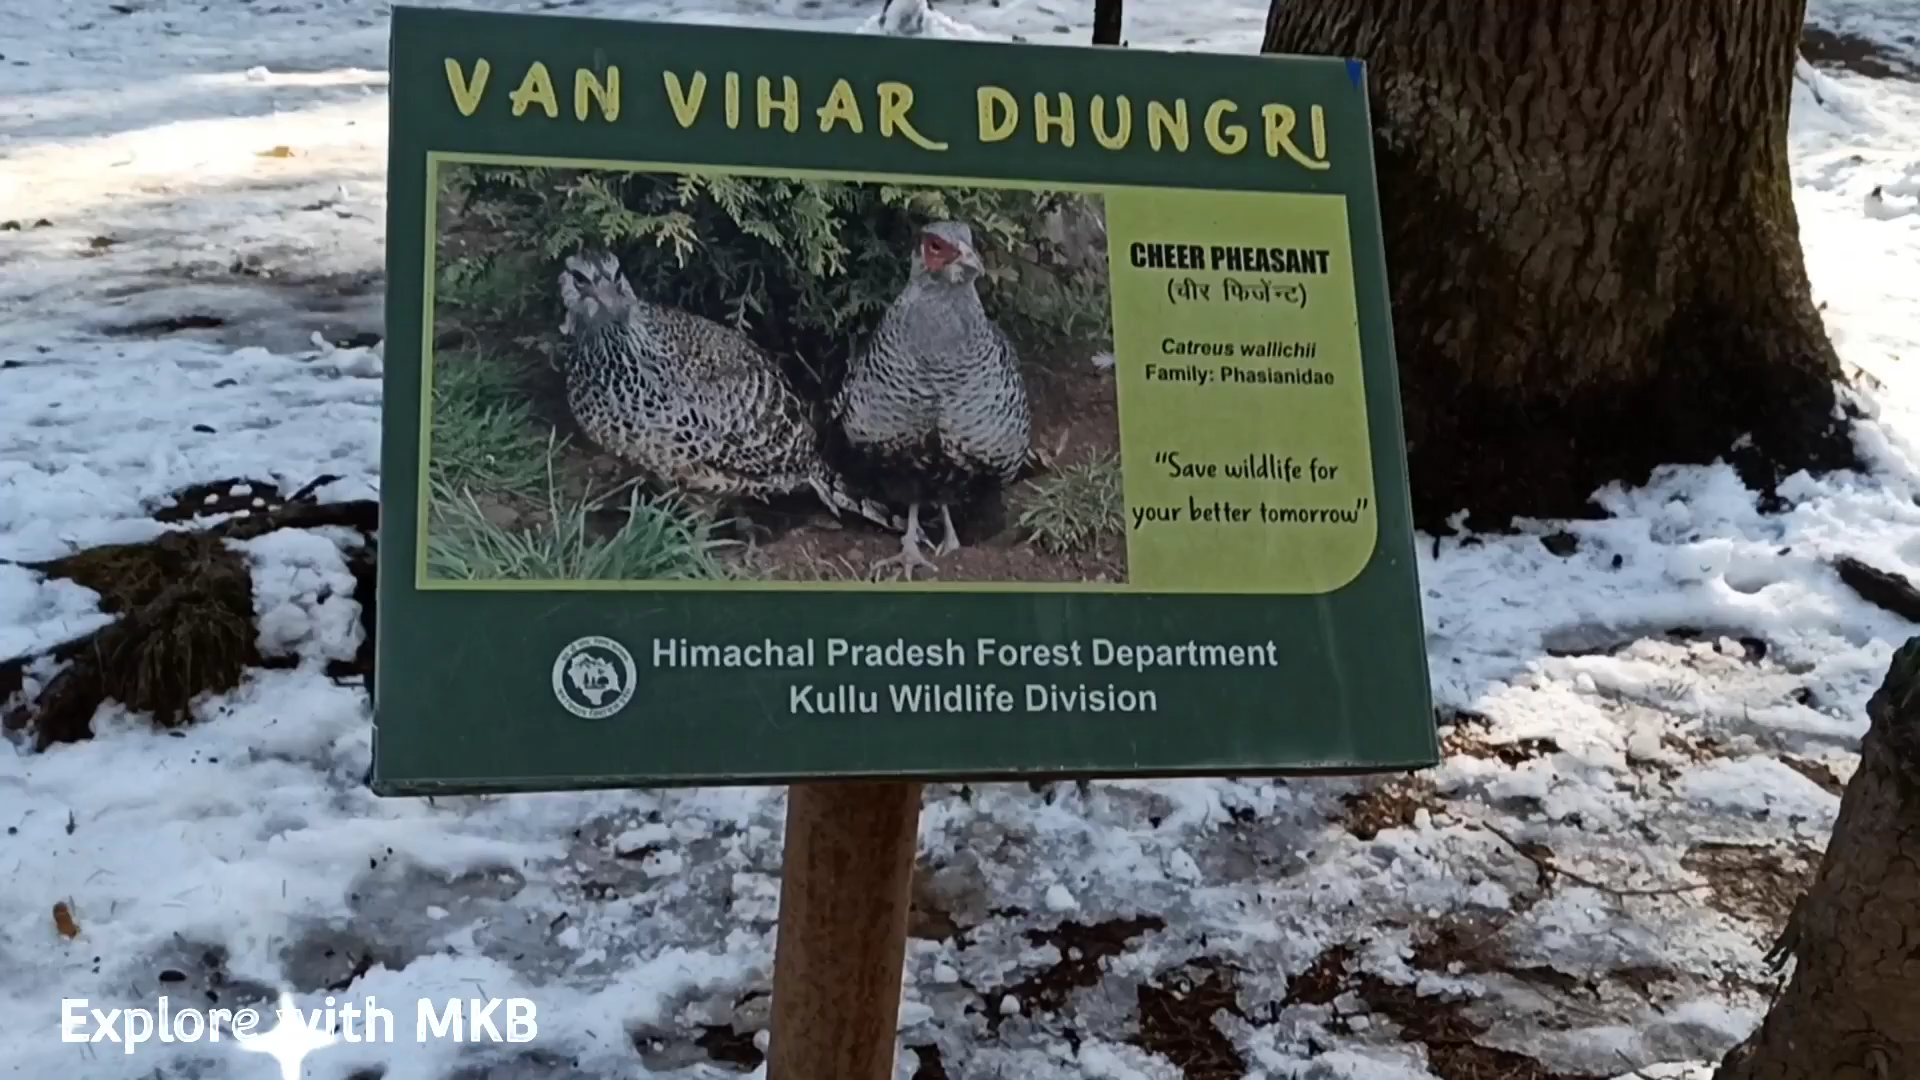 VAN VIHAR DHUNGRI
CHEER PHEASANT
(चीर फिजेंन्ट)
Catreus wallichii
Family: Phasianidae
“Save wildlife for
your better tomorrow”
Himachal Pradesh Forest Department
Kullu Wildlife Division
Explore with MKB